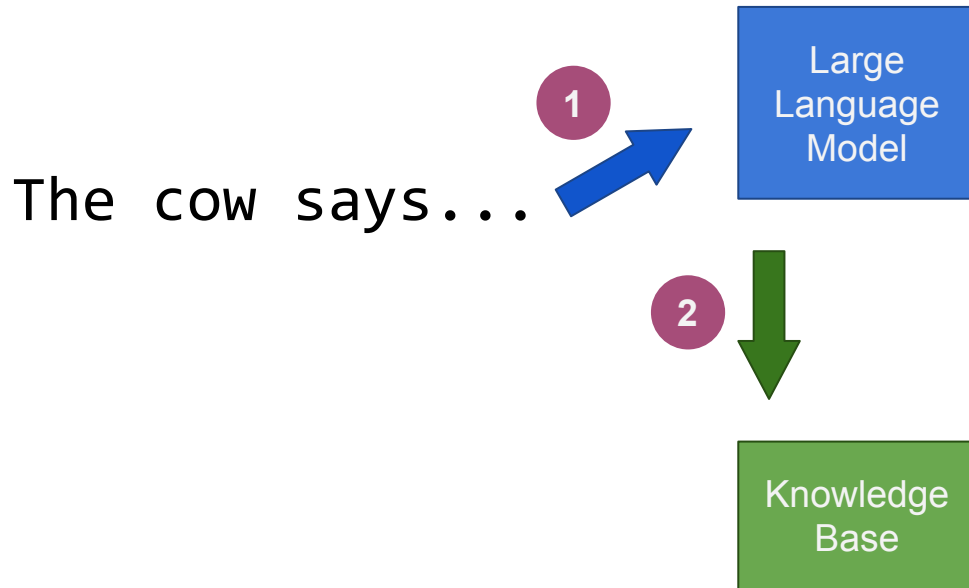 Large
Language
Model
1
The cow says...
2
Knowledge
Base